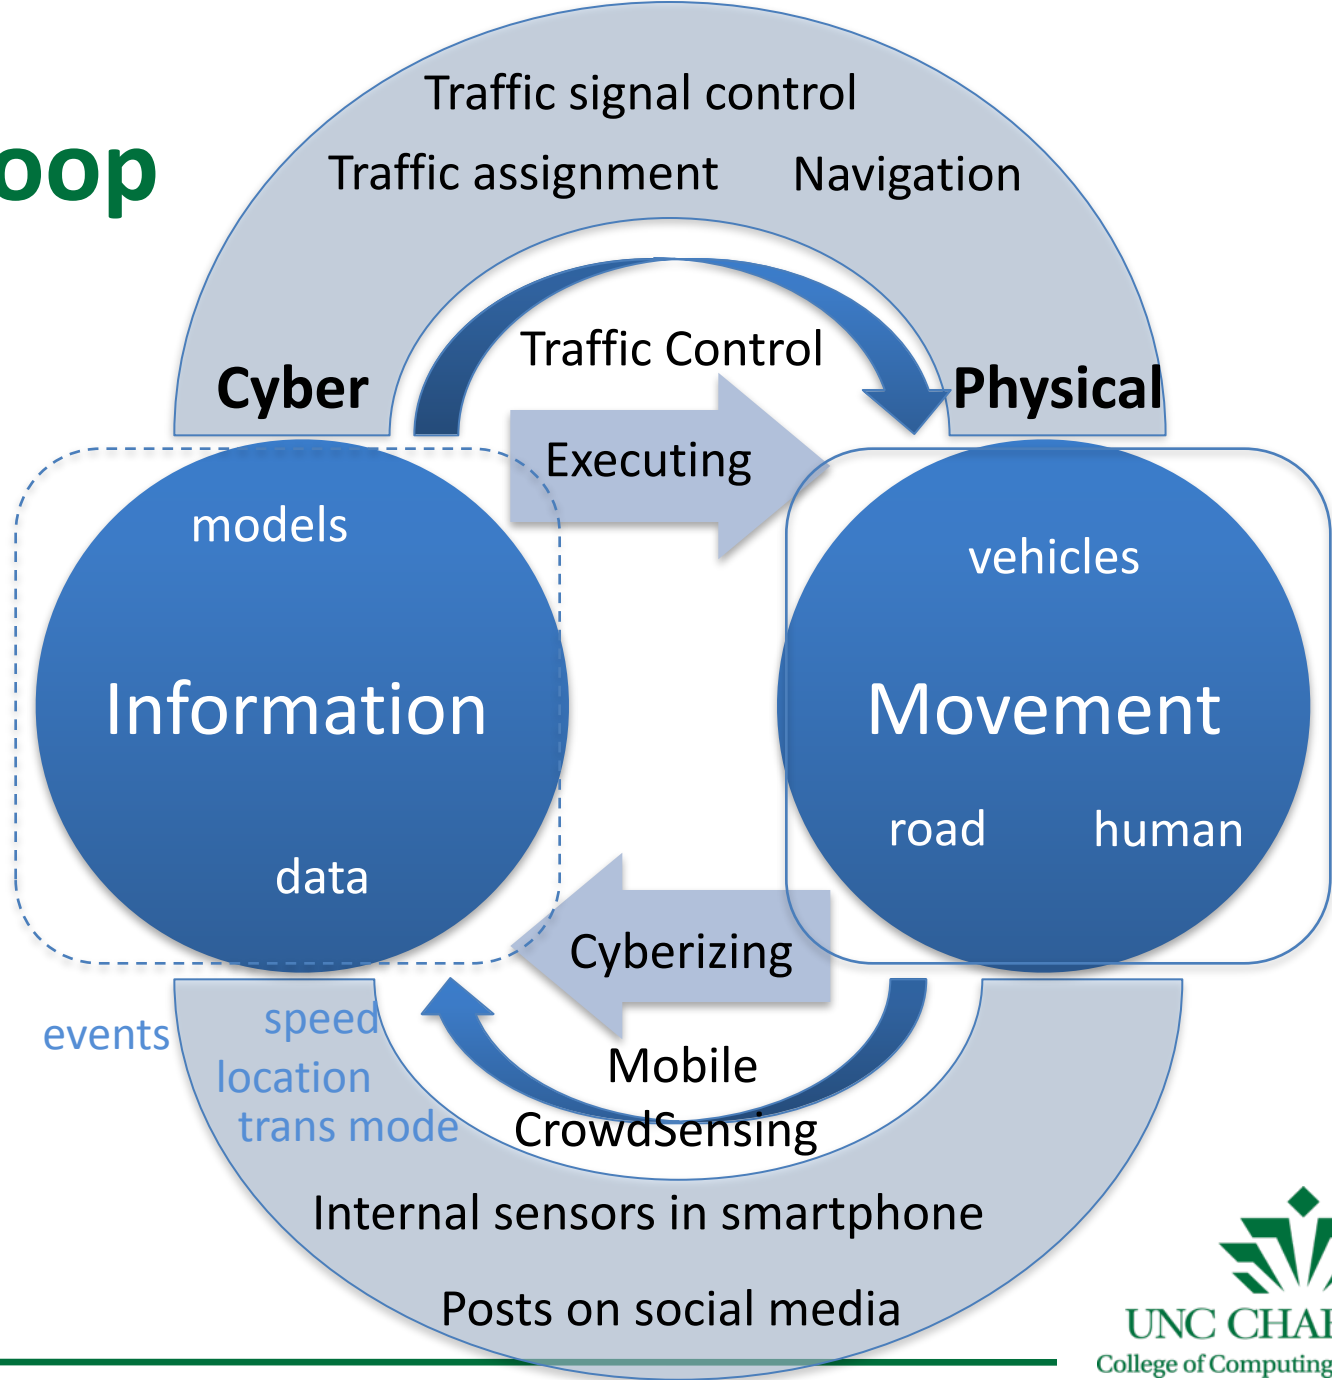 Traffic signal control
oop
Traffic assignment
Navigation
Traffic Control
Cyber
Physical
Executing
models
vehicles
Information
Movement
road
human
data
Cyberizing
events
speed
location
trans mode
Mobile
CrowdSensing
Internal sensors in smartphone
Posts on social media
UNC CHA
College of Computing